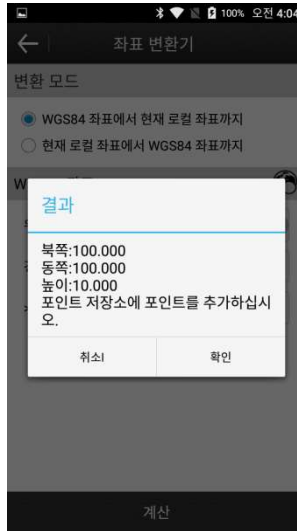 100% 오전 4:04
좌표 변환기
변환 모드
WGS84 좌표에서 현재 로컬 좌표까지
현재 로컬 좌표에서 WGS84 좌표까지
결과
북쪽:100.000
동쪽:100.000
높이:10.000
포인트 저장소에 포인트를 추가하십시
오.
취소l
확인
계산